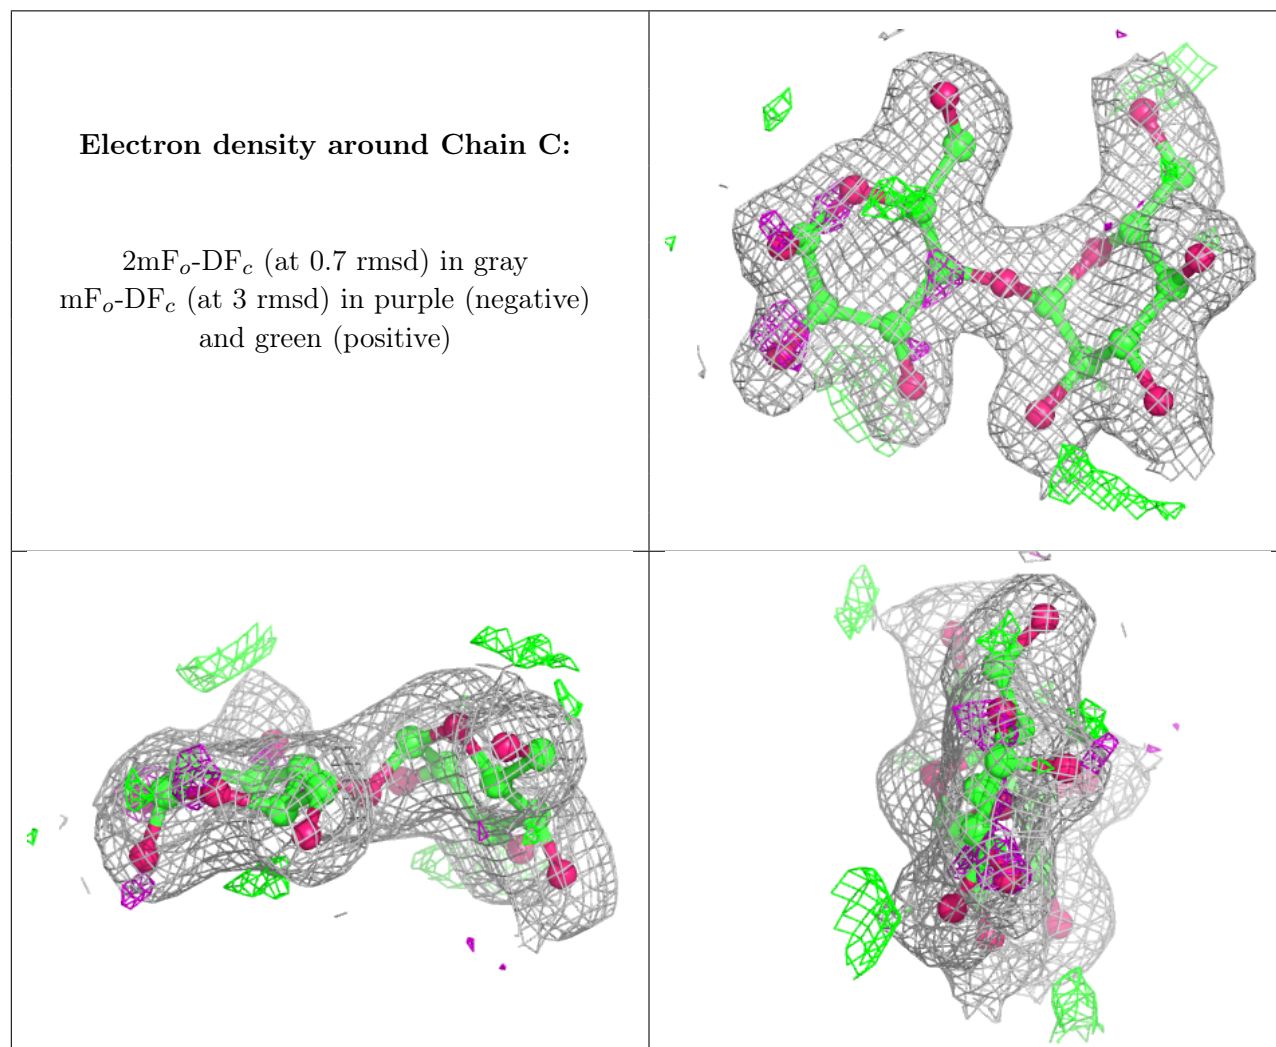 Electron density around Chain C:
2mFₒ-DF𝒸 (at 0.7 rmsd) in gray
mFₒ-DF𝒸 (at 3 rmsd) in purple (negative)
and green (positive)